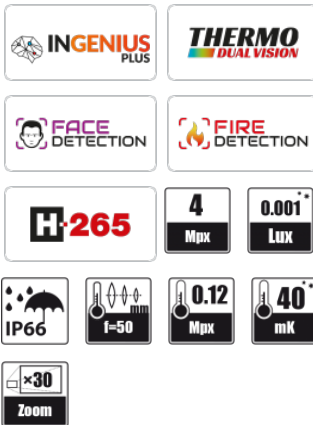 INGENIUS
PLUS
THERMO
DUAL VISION
FACE
DETECTION
FIRE
DETECTION
H·265
4
Mpx
0.001**
Lux
IP66
f=50
0.12
Mpx
40**
mK
×30
Zoom